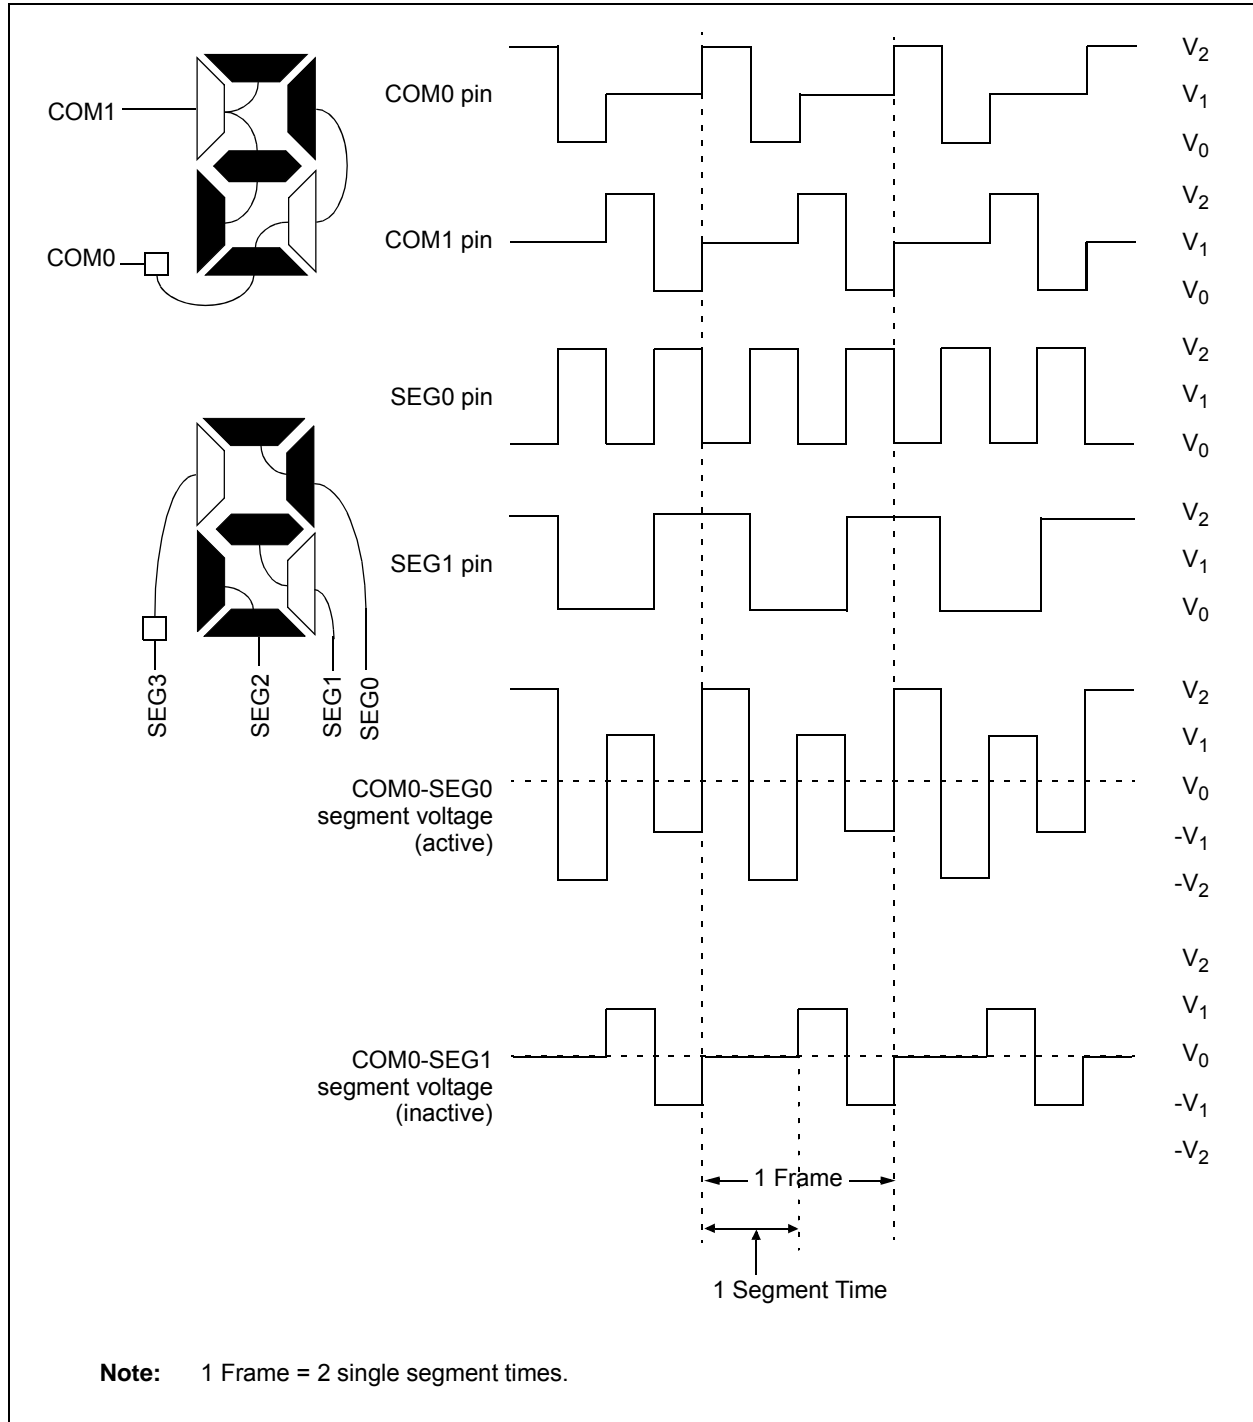 COM1
COM0
SEG3
SEG2
SEG1
SEG0
COM0 pin
V2
V1
V0
COM1 pin
V2
V1
V0
SEG0 pin
V2
V1
V0
SEG1 pin
V2
V1
V0
COM0-SEG0
segment voltage
(active)
V2
V1
V0
-V1
-V2
COM0-SEG1
segment voltage
(inactive)
V2
V1
V0
-V1
-V2
1 Frame
1 Segment Time
Note: 1 Frame = 2 single segment times.